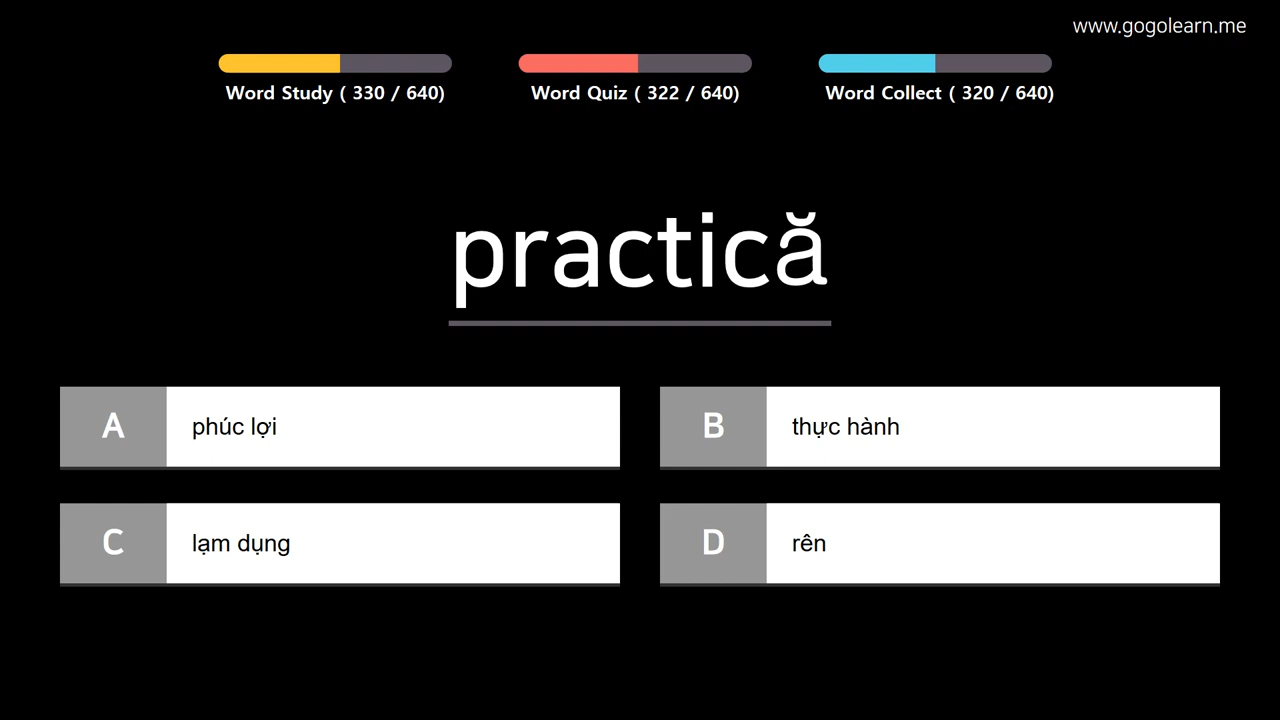 www.gogolearn.me
Word Study ( 330 / 640)
Word Quiz ( 322 / 640)
Word Collect ( 320 / 640)
practică
A phúc lợi
B thực hành
C lạm dụng
D rên